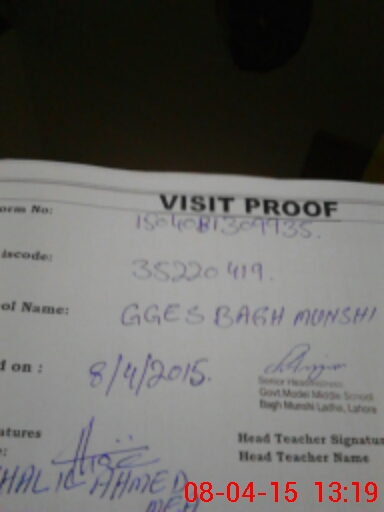 VISIT PROOF
orm No:
iscode:
35220419.
ol Name: GGES BAGH MUNSHI
d on : 8/4/2015.
Senior Headmistress
Govt.Model Middle School
Bagh Munshi Ladha, Lahore
atures
Head Teacher Signatu
Head Teacher Name
HALID AHMED
MEA
08-04-15 13:19